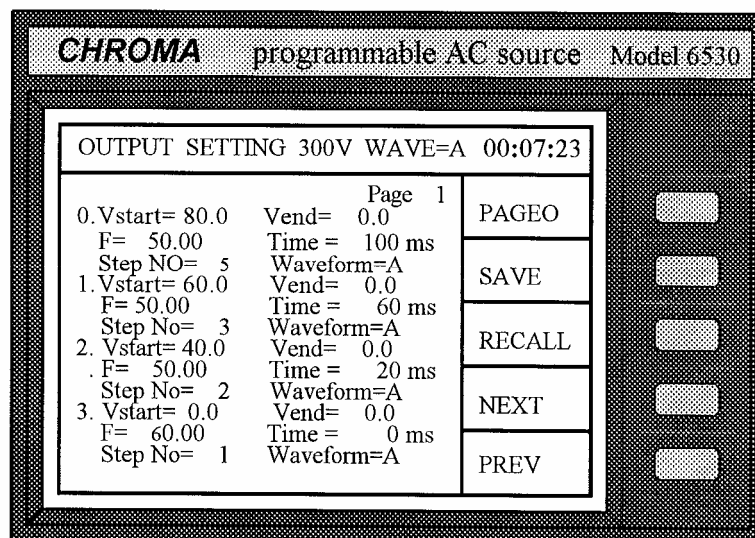 CHROMA programmable AC source Model 6530
OUTPUT SETTING 300V WAVE=A 00:07:23
Page 1
0.Vstart= 80.0 Vend= 0.0
F= 50.00 Time = 100 ms
Step NO= 5 Waveform=A
1.Vstart= 60.0 Vend= 0.0
F= 50.00 Time = 60 ms
Step No= 3 Waveform=A
2. Vstart= 40.0 Vend= 0.0
. F= 50.00 Time = 20 ms
Step No= 2 Waveform=A
3. Vstart= 0.0 Vend= 0.0
F= 60.00 Time = 0 ms
Step No= 1 Waveform=A
PAGEO
SAVE
RECALL
NEXT
PREV